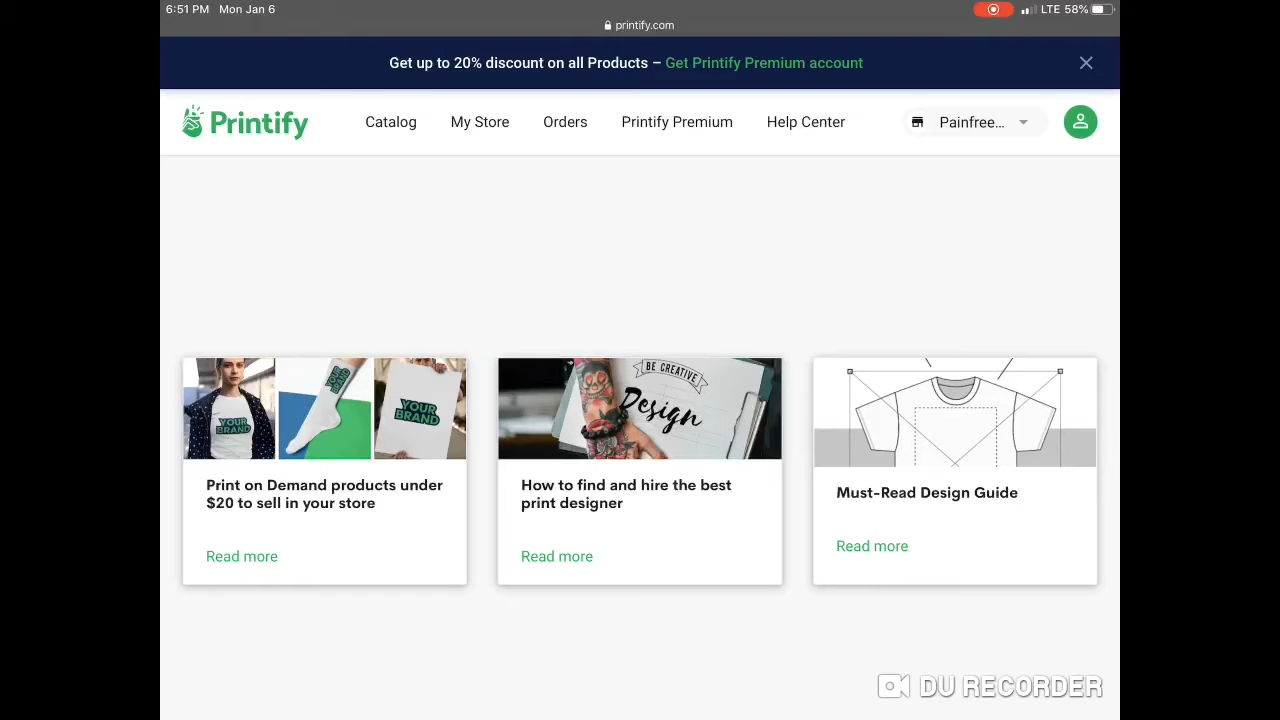 6:51 PM Mon Jan 6
LTE 58%
printify.com
Get up to 20% discount on all Products – Get Printify Premium account
Printify
Catalog My Store Orders Printify Premium Help Center Painfree...
YOUR BRAND
YOUR BRAND
YOUR BRAND
BE CREATIVE
Design
Print on Demand products under
$20 to sell in your store
Read more
How to find and hire the best
print designer
Read more
Must-Read Design Guide
Read more
DU RECORDER